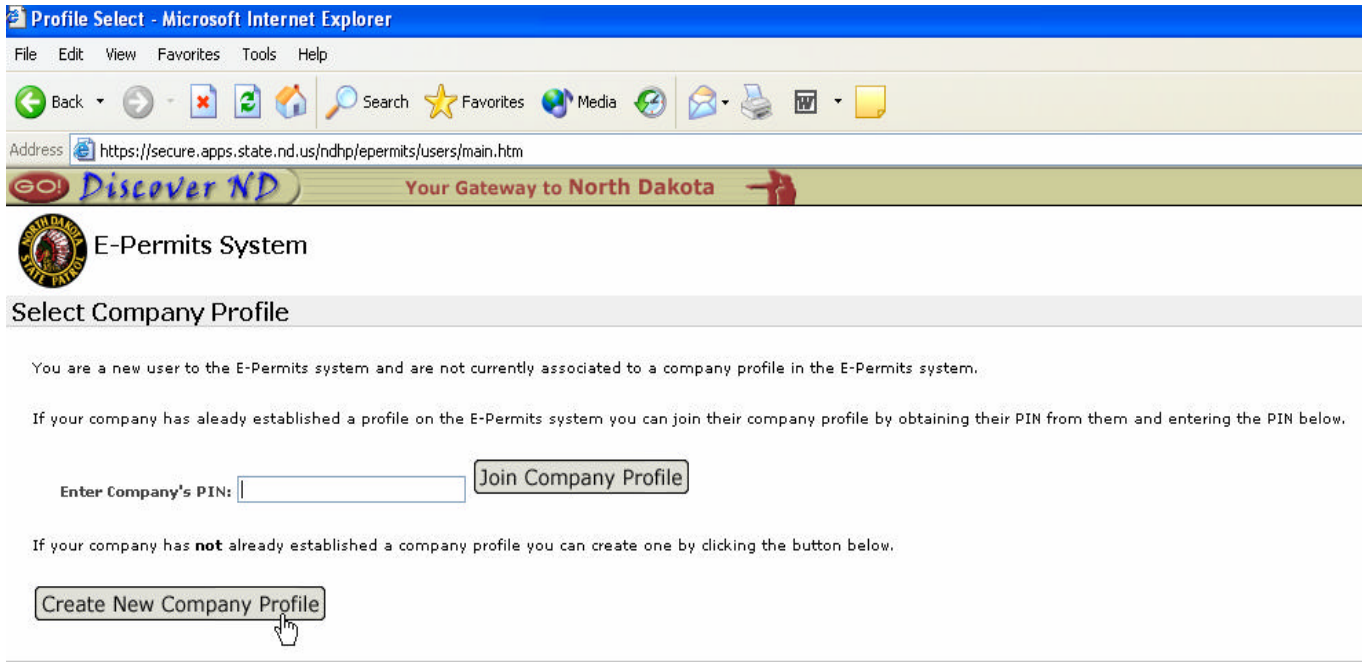 Profile Select - Microsoft Internet Explorer
File Edit View Favorites Tools Help
Back Search Favorites Media W
Address https://secure.apps.state.nd.us/ndhp/epermits/users/main.htm
GO! Discover ND Your Gateway to North Dakota
NORTH DAKOTA STATE PATROL
E-Permits System
Select Company Profile
You are a new user to the E-Permits system and are not currently associated to a company profile in the E-Permits system.
If your company has aleady established a profile on the E-Permits system you can join their company profile by obtaining their PIN from them and entering the PIN below.
Enter Company's PIN: Join Company Profile
If your company has not already established a company profile you can create one by clicking the button below.
Create New Company Profile